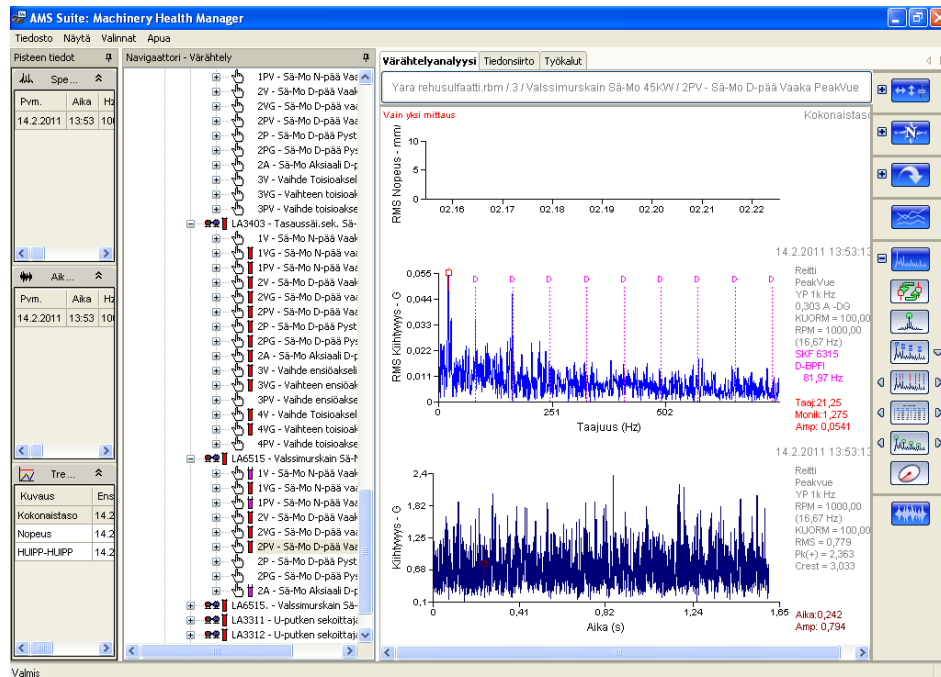 AMS Suite: Machinery Health Manager
Tiedosto Näytä Valinnat Apua
Pisteen tiedot
Spe...
Pvm. Aika Hz
14.2.2011 13:53
Aik...
Pvm. Aika Hz
14.2.2011 13:53
Tre...
Kuvaus Ens
Kokonaistaso 14.2
Nopeus 14.2
HUIPP-HUIPP 14.2
Navigaattori - Värähtely
1PV - Sä-Mo N-pää Vaa
2V - Sä-Mo D-pää Vaak
2VG - Sä-Mo D-pää vaa
2PV - Sä-Mo D-pää Vaa
2P - Sä-Mo D-pää Pyst
2PG - Sä-Mo D-pää Pys
2A - Sä-Mo Aksiaali D-p
3V - Vaihde Toisioakseli
3VG - Vaihteen toisioak
3PV - Vaihde toisioakse
LA3403 - Tasaussäi.sek. Sä-
1V - Sä-Mo N-pää Vaak
1VG - Sä-Mo N-pää vaa
1PV - Sä-Mo N-pää Vaa
2V - Sä-Mo D-pää Vaak
2VG - Sä-Mo D-pää vaa
2PV - Sä-Mo D-pää Vaa
2P - Sä-Mo D-pää Pyst
2PG - Sä-Mo D-pää Pys
2A - Sä-Mo Aksiaali D-p
3V - Vaihde ensiöakseli
3VG - Vaihteen ensiöak
3PV - Vaihde ensiöakse
4V - Vaihde Toisioakseli
4VG - Vaihteen toisioak
4PV - Vaihde toisioakse
LA6515 - Valssimurskain Sä-M
1V - Sä-Mo N-pää Vaak
1VG - Sä-Mo N-pää vaa
1PV - Sä-Mo N-pää Vaa
2V - Sä-Mo D-pää Vaak
2VG - Sä-Mo D-pää vaa
2PV - Sä-Mo D-pää Vaa
2P - Sä-Mo D-pää Pyst
2PG - Sä-Mo D-pää Pys
2A - Sä-Mo Aksiaali D-p
LA6515. - Valssimurskain Sä-
LA3311 - U-putken sekoittaja
LA3312 - U-putken sekoittaja
Värähtelyanalyysi Tiedonsiirto Työkalut
Yara rehusulfaatti.rbm / 3 / Valssimurskain Sä-Mo 45KW / 2PV - Sä-Mo D-pää Vaaka PeakVue
Vain yksi mittaus
Kokonaistaso
RMS Nopeus - mm/
10
5
0
02.16 02.17 02.18 02.19 02.20 02.21 02.22
14.2.2011 13:53:13
RMS Kiihtyvyys - G
0,055
0,044
0,033
0,022
0,011
0
D D D D D D D D D
0 251 502
Taajuus (Hz)
Reitti
PeakVue
YP 1k Hz
0,303 A -DG
KUORM = 100,00
RPM = 1000,00
(16,67 Hz)
SKF 6315
D-BPFI
81,97 Hz
Taaj:21,25
Monik:1,275
Amp: 0,0541
14.2.2011 13:53:13
Kiihtyvyys - G
2,4
1,82
1,25
0,68
0,1
0 0,41 0,82 1,24 1,65
Aika (s)
Reitti
PeakVue
YP 1k Hz
RPM = 1000,00
(16,67 Hz)
KUORM = 100,00
RMS = 0,779
Pk(+) = 2,363
Crest = 3,033
Aika:0,242
Amp: 0,794
Valmis